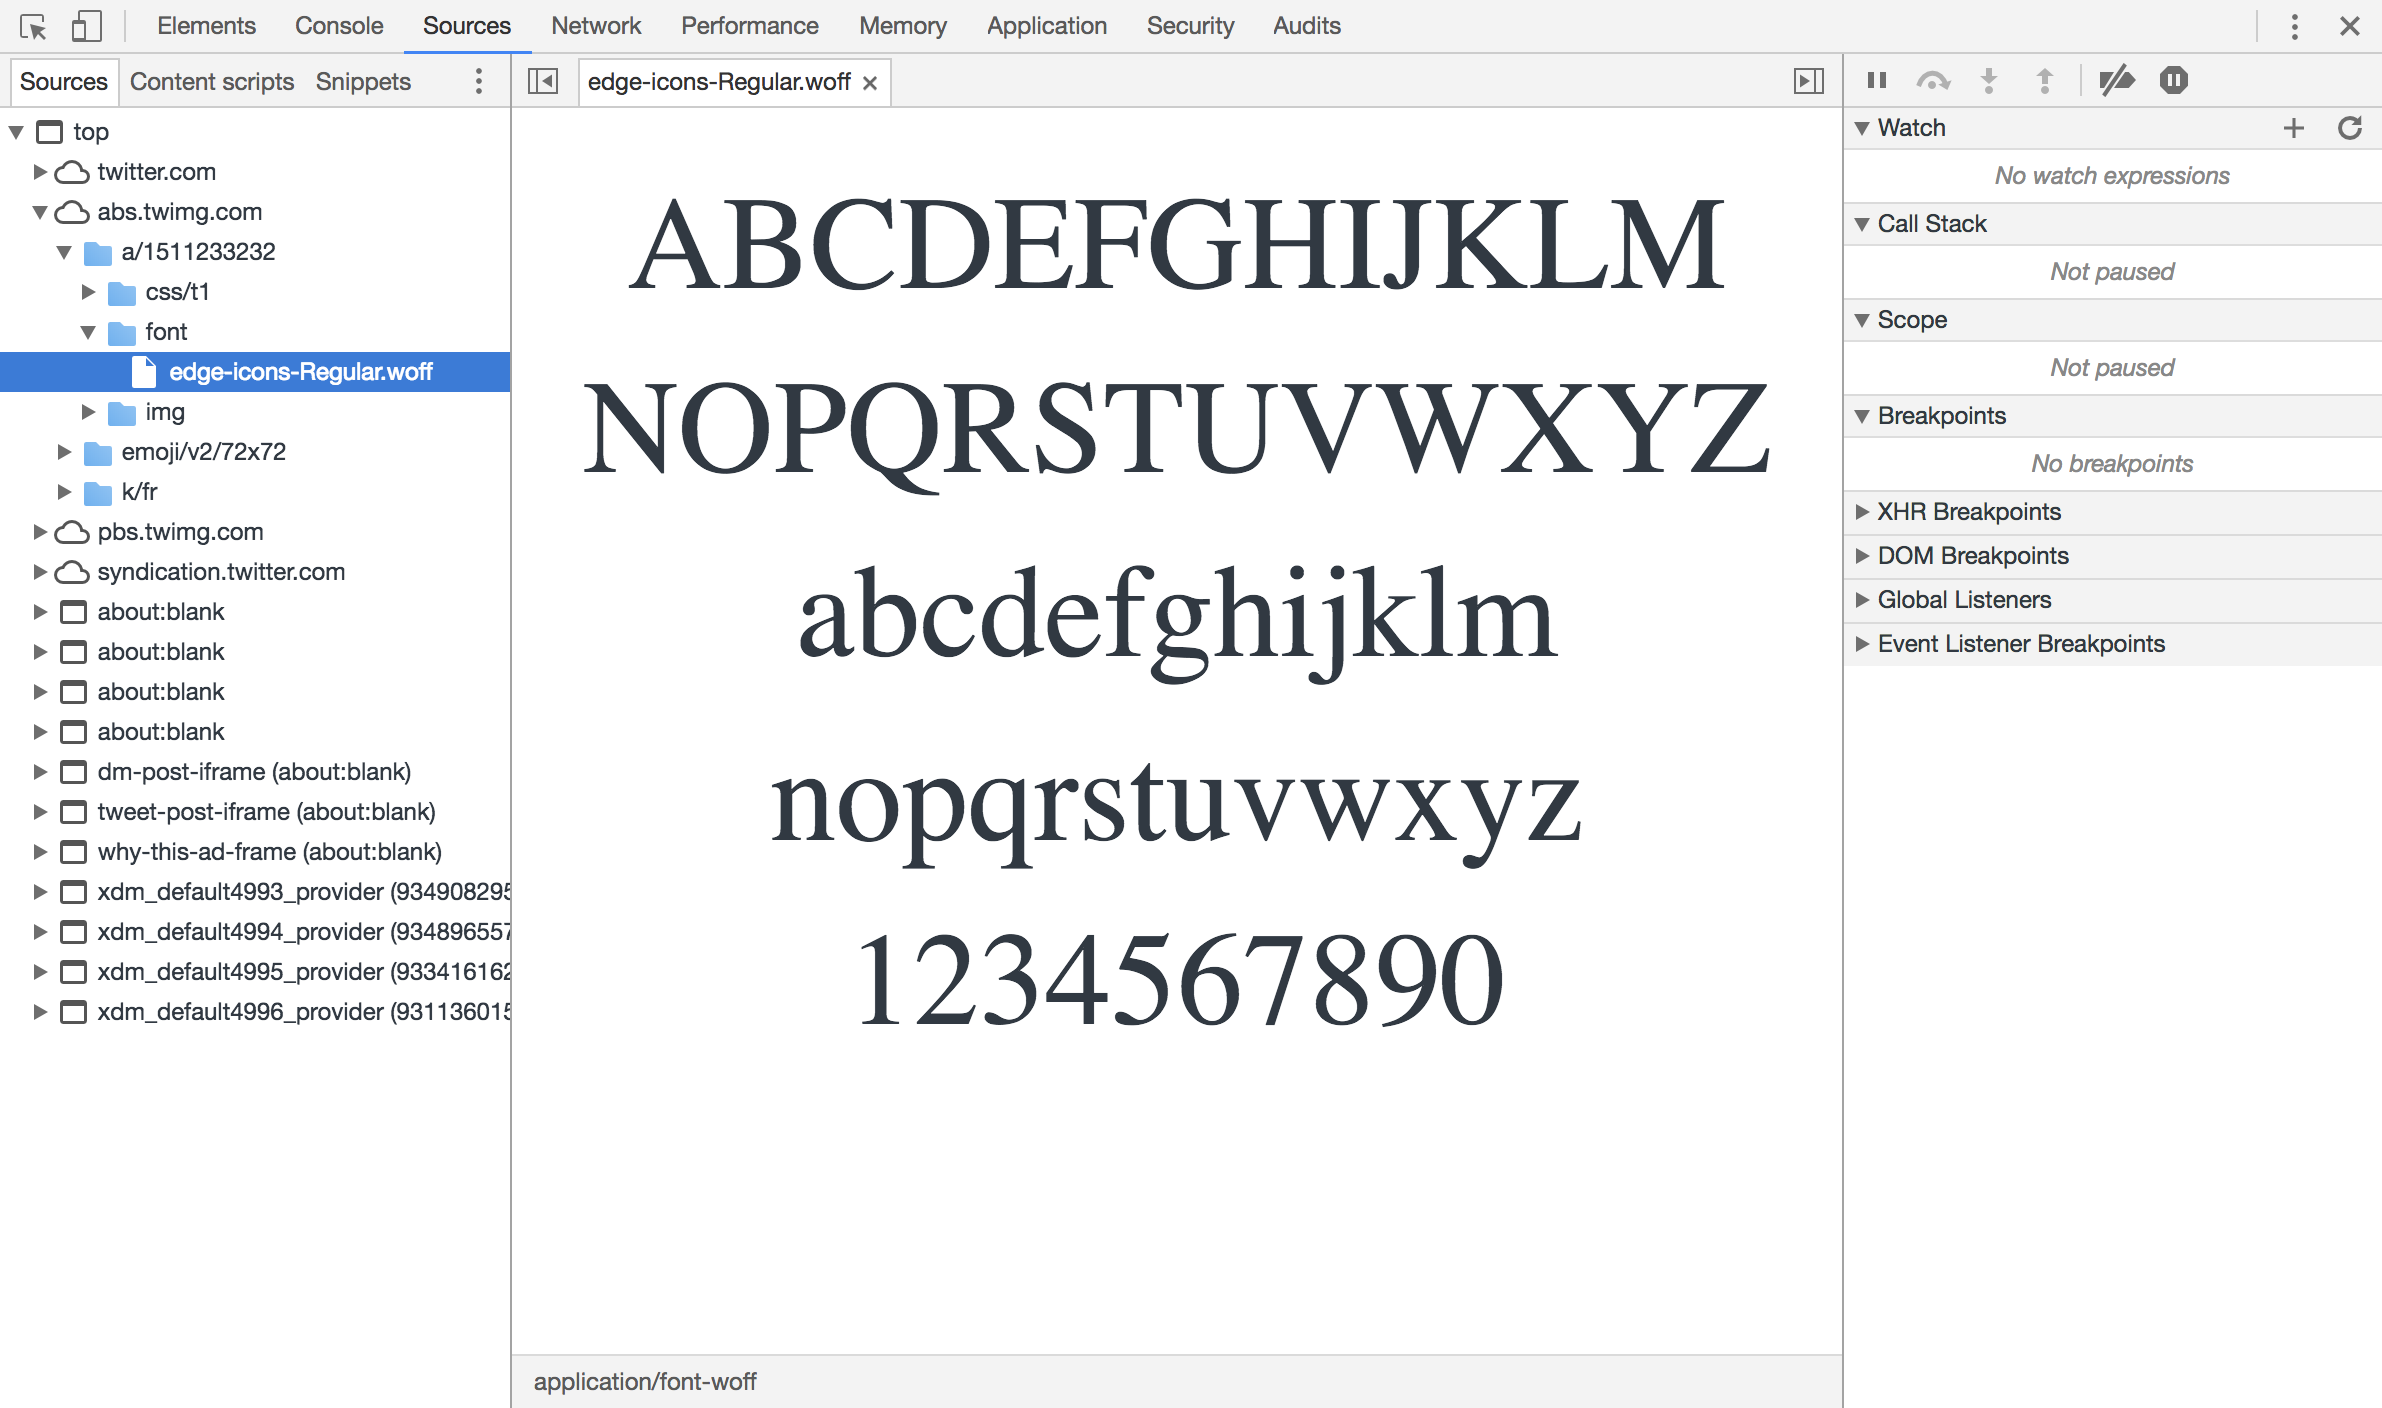 Elements Console Sources Network Performance Memory Application Security Audits
Sources Content scripts Snippets
top
twitter.com
abs.twimg.com
a/1511233232
css/t1
font
edge-icons-Regular.woff
img
emoji/v2/72x72
k/fr
pbs.twimg.com
syndication.twitter.com
about:blank
about:blank
about:blank
about:blank
dm-post-iframe (about:blank)
tweet-post-iframe (about:blank)
why-this-ad-frame (about:blank)
xdm_default4993_provider (934908295
xdm_default4994_provider (934896557
xdm_default4995_provider (933416162
xdm_default4996_provider (931136015
edge-icons-Regular.woff
ABCDEFGHIJKLM
NOPQRSTUVWXYZ
abcdefghijklm
nopqrstuvwxyz
1234567890
application/font-woff
Watch
No watch expressions
Call Stack
Not paused
Scope
Not paused
Breakpoints
No breakpoints
XHR Breakpoints
DOM Breakpoints
Global Listeners
Event Listener Breakpoints